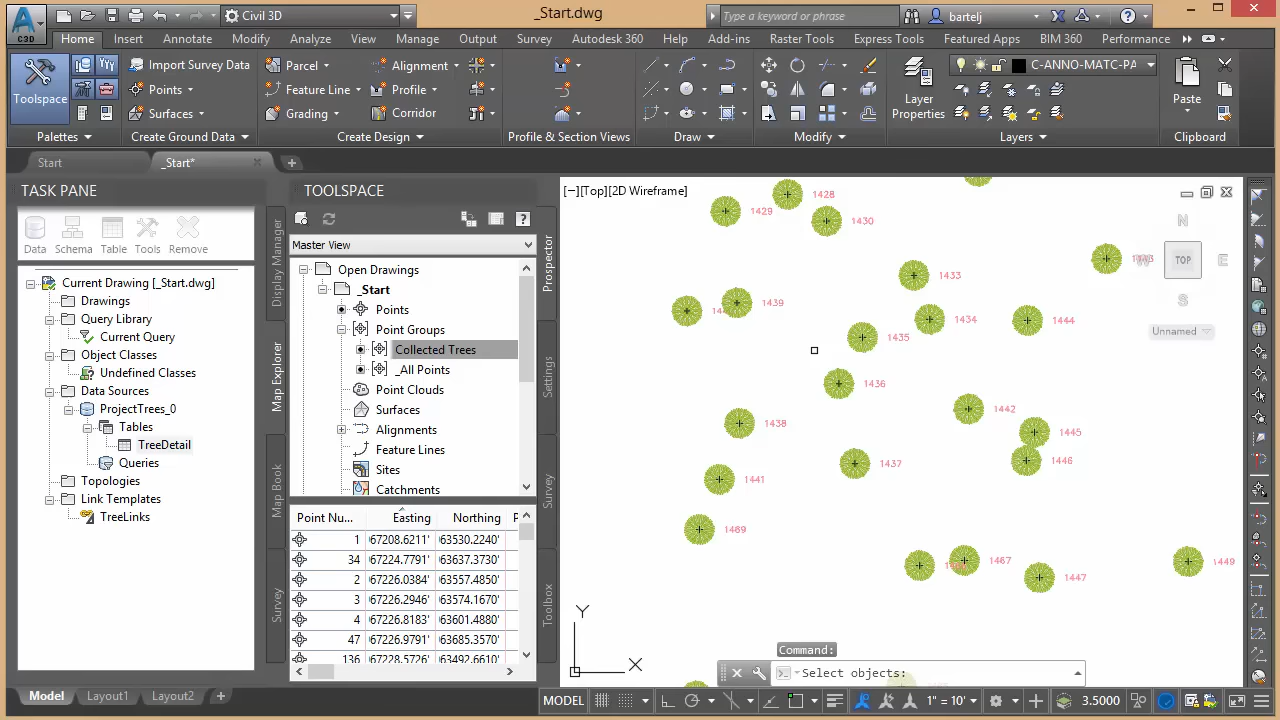 Civil 3D
_Start.dwg
Type a keyword or phrase
bartelj
C3D
Home
Insert
Annotate
Modify
Analyze
View
Manage
Output
Survey
Autodesk 360
Help
Add-ins
Raster Tools
Express Tools
Featured Apps
BIM 360
Performance
Toolspace
Import Survey Data
Points
Surfaces
Parcel
Feature Line
Grading
Alignment
Profile
Corridor
Layer
Properties
C-ANNO-MATC-PA
Paste
Palettes
Create Ground Data
Create Design
Profile & Section Views
Draw
Modify
Layers
Clipboard
Start
_Start*
TASK PANE
Data
Schema
Table
Tools
Remove
Current Drawing [_Start.dwg]
Drawings
Query Library
Current Query
Object Classes
Undefined Classes
Data Sources
ProjectTrees_0
Tables
TreeDetail
Queries
Topologies
Link Templates
TreeLinks
Display Manager
Map Explorer
Map Book
Survey
TOOLSPACE
Master View
Open Drawings
_Start
Points
Point Groups
Collected Trees
_All Points
Point Clouds
Surfaces
Alignments
Feature Lines
Sites
Catchments
Point Nu... Easting Northing P
1 67208.6211' 63530.2240'
34 67224.7791' 63637.3730'
2 67226.0384' 63557.4850'
3 67226.2946' 63574.1670'
4 67226.8183' 63601.4880'
47 67226.9791' 63685.3570'
136 67228.5726' 63492.6610'
Prospector
Settings
Survey
Toolbox
[−][Top][2D Wireframe]
1428
1429
1430
1433
1439
1434
1444
1435
1436
1442
1438
1445
1446
1437
1441
1469
1467
1447
1449
N
W
TOP
E
S
Unnamed
Y
X
Command:
Select objects:
Model
Layout1
Layout2
MODEL
1" = 10'
3.5000